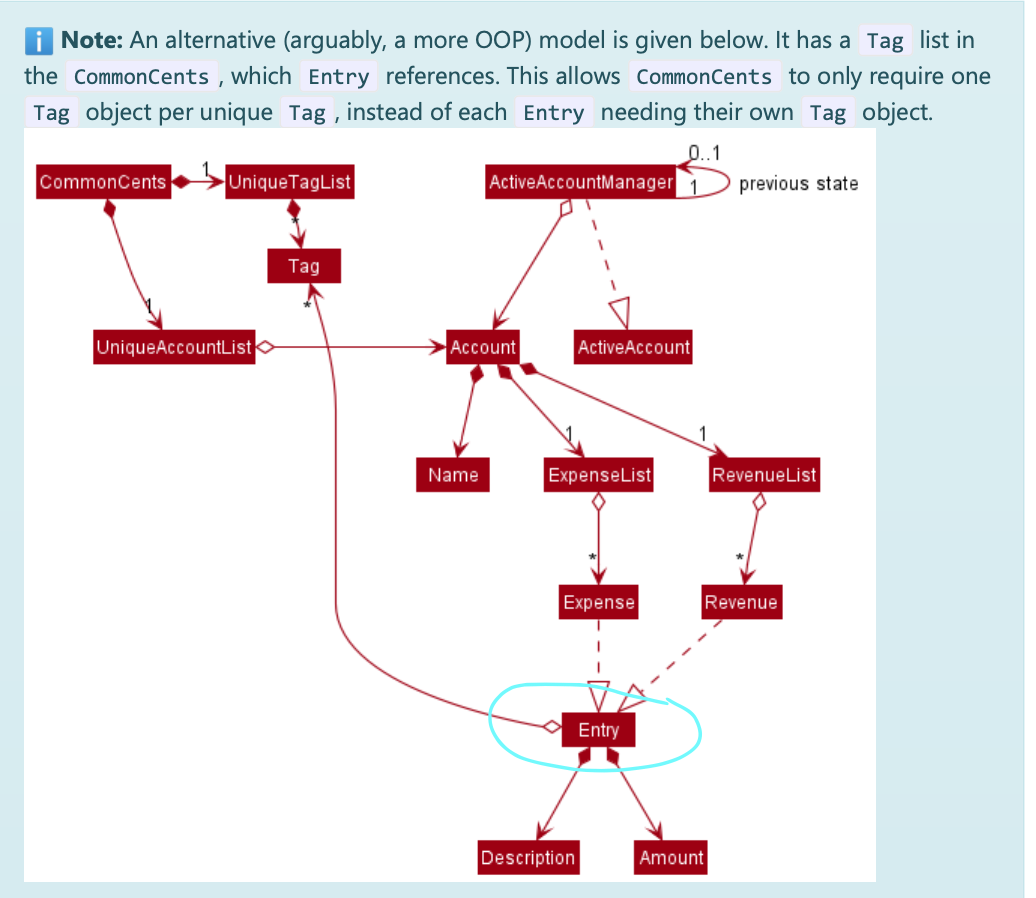 Note: An alternative (arguably, a more OOP) model is given below. It has a Tag list in
the CommonCents , which Entry references. This allows CommonCents to only require one
Tag object per unique Tag , instead of each Entry needing their own Tag object.
0..1
CommonCents 1 UniqueTagList ActiveAccountManager 1 previous state
*
Tag
*
1
UniqueAccountList Account ActiveAccount
1 1
Name ExpenseList RevenueList
* *
Expense Revenue
Entry
Description Amount